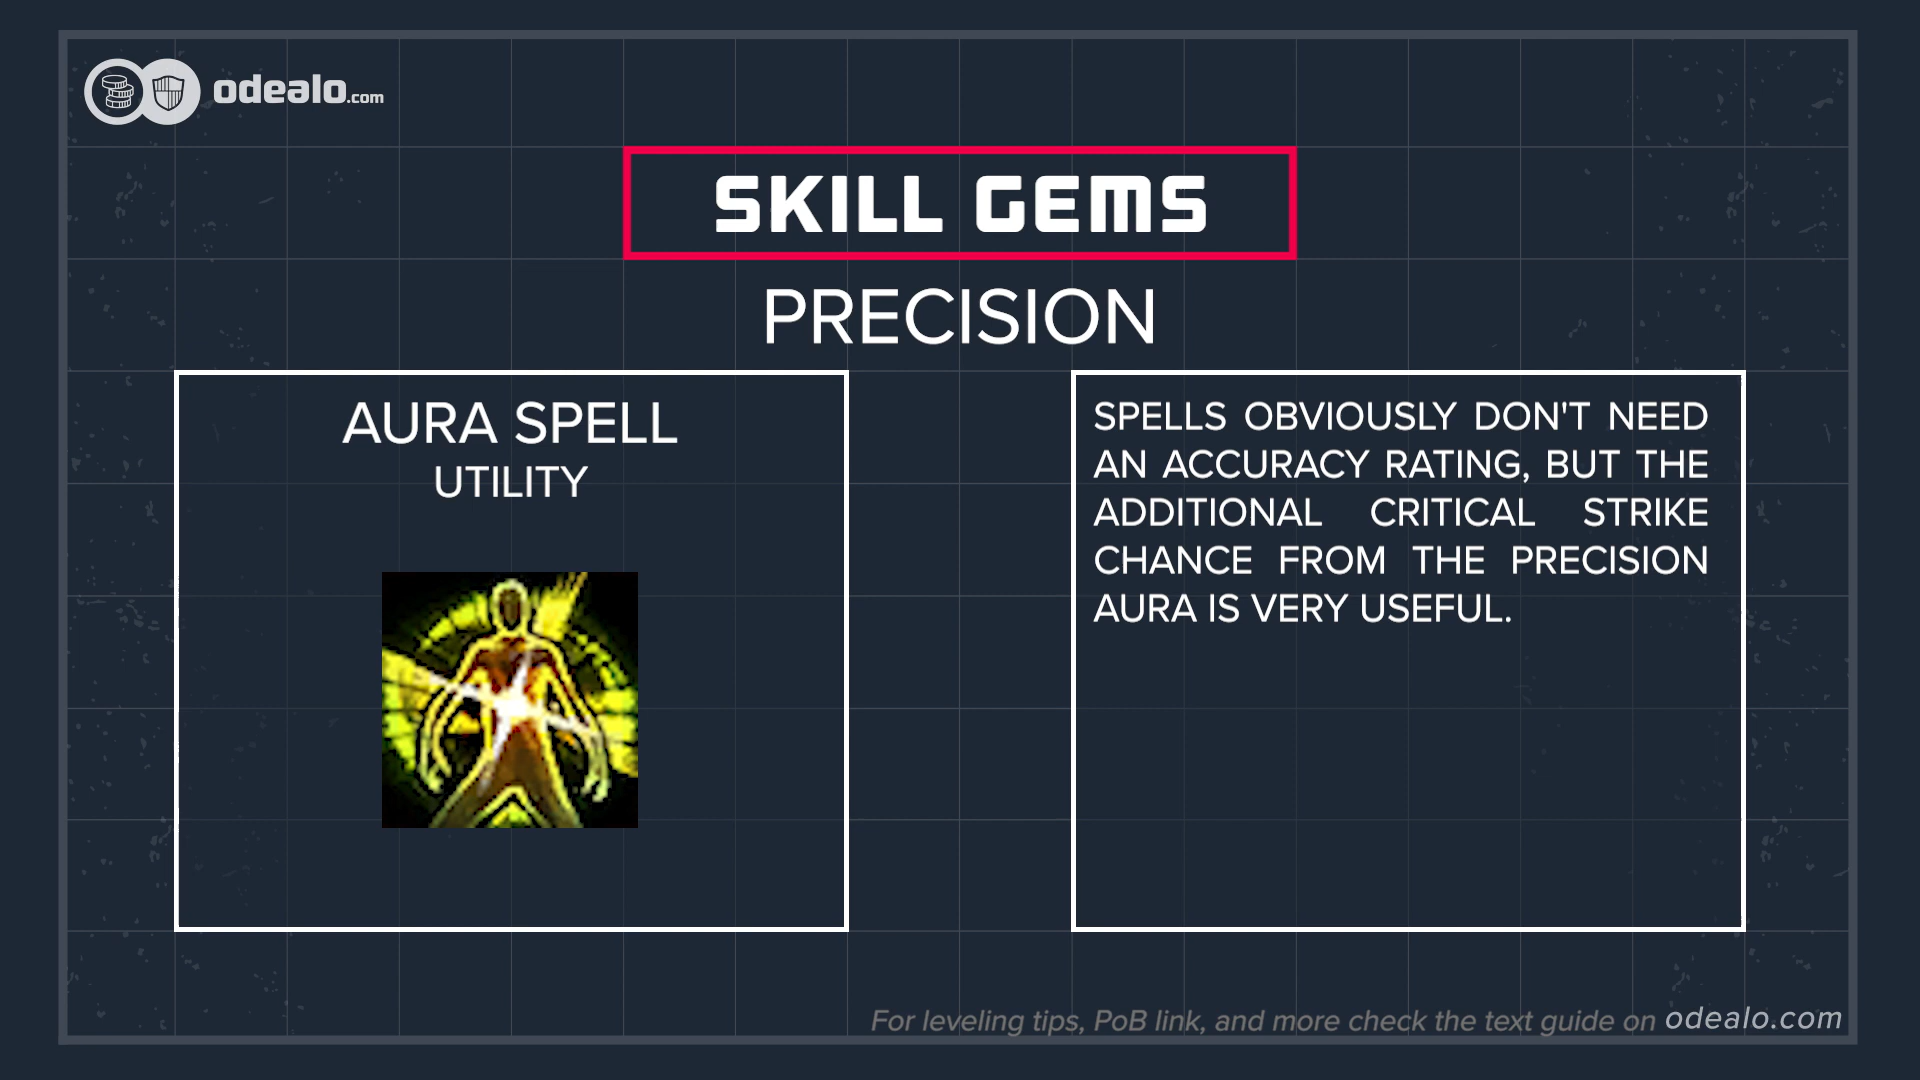 odealo.com
SKILL GEMS
PRECISION
AURA SPELL
UTILITY
SPELLS OBVIOUSLY DON'T NEED
AN ACCURACY RATING, BUT THE
ADDITIONAL CRITICAL STRIKE
CHANCE FROM THE PRECISION
AURA IS VERY USEFUL.
For leveling tips, PoB link, and more check the text guide on odealo.com